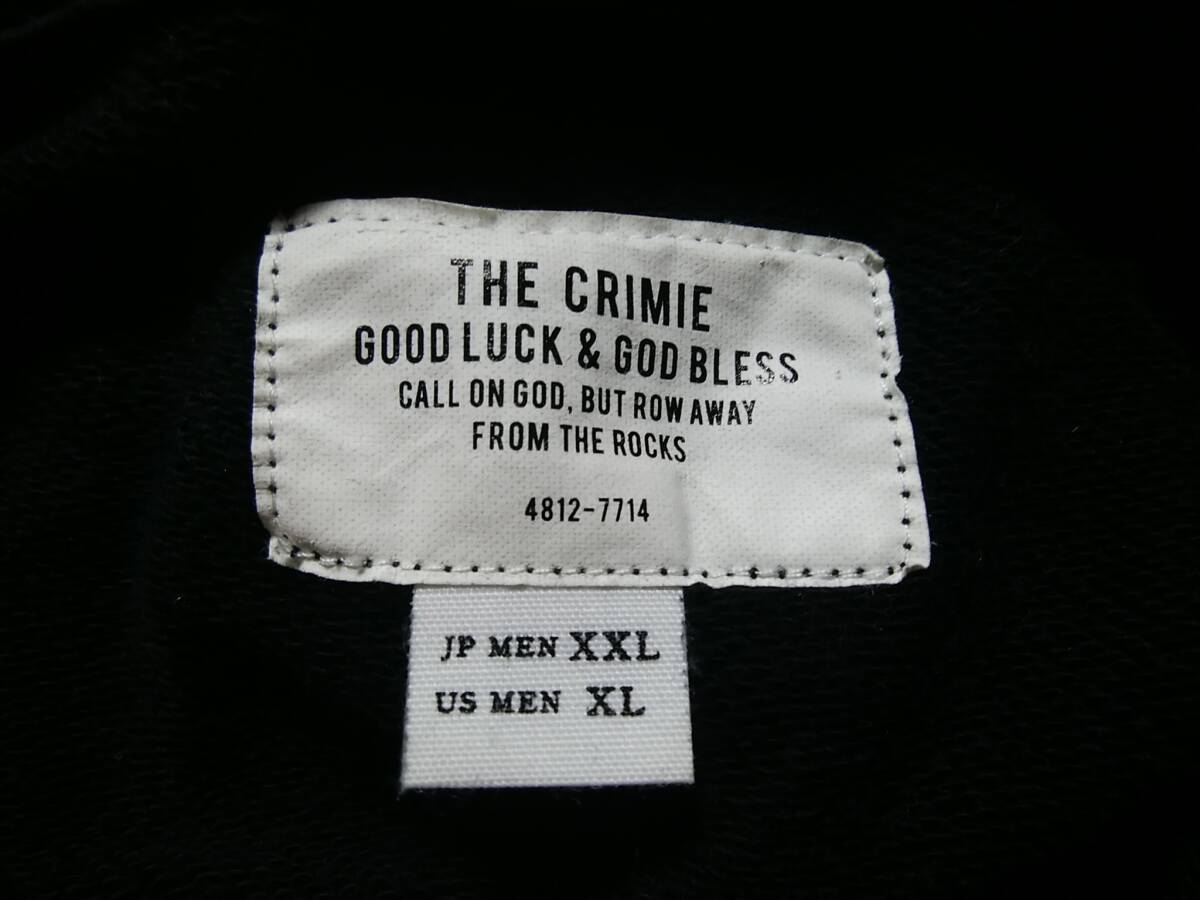 THE CRIMIE
GOOD LUCK & GOD BLESS
CALL ON GOD, BUT ROW AWAY
FROM THE ROCKS
4812-7714
JP MEN XXL
US MEN XL